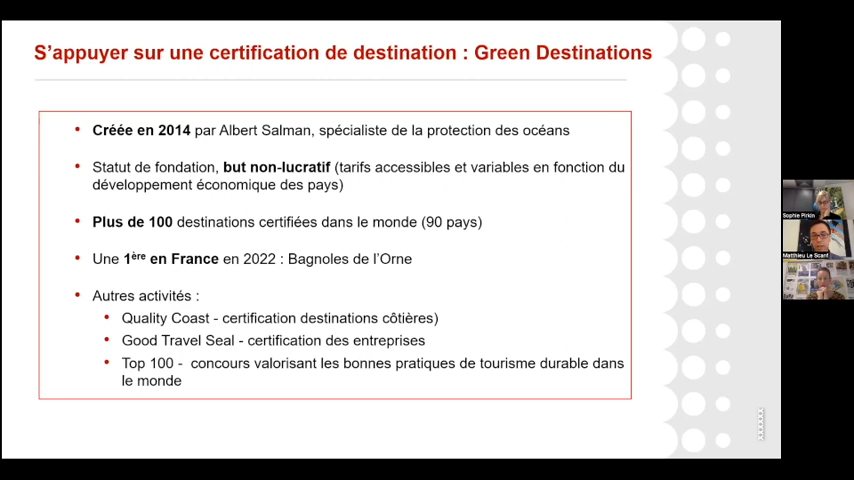 S'appuyer sur une certification de destination : Green Destinations
• Créée en 2014 par Albert Salman, spécialiste de la protection des océans
• Statut de fondation, but non-lucratif (tarifs accessibles et variables en fonction du
développement économique des pays)
• Plus de 100 destinations certifiées dans le monde (90 pays)
• Une 1ère en France en 2022 : Bagnoles de l'Orne
• Autres activités :
• Quality Coast - certification destinations côtières)
• Good Travel Seal - certification des entreprises
• Top 100 - concours valorisant les bonnes pratiques de tourisme durable dans
le monde
Sophie Pirkin
Matthieu Le Scant